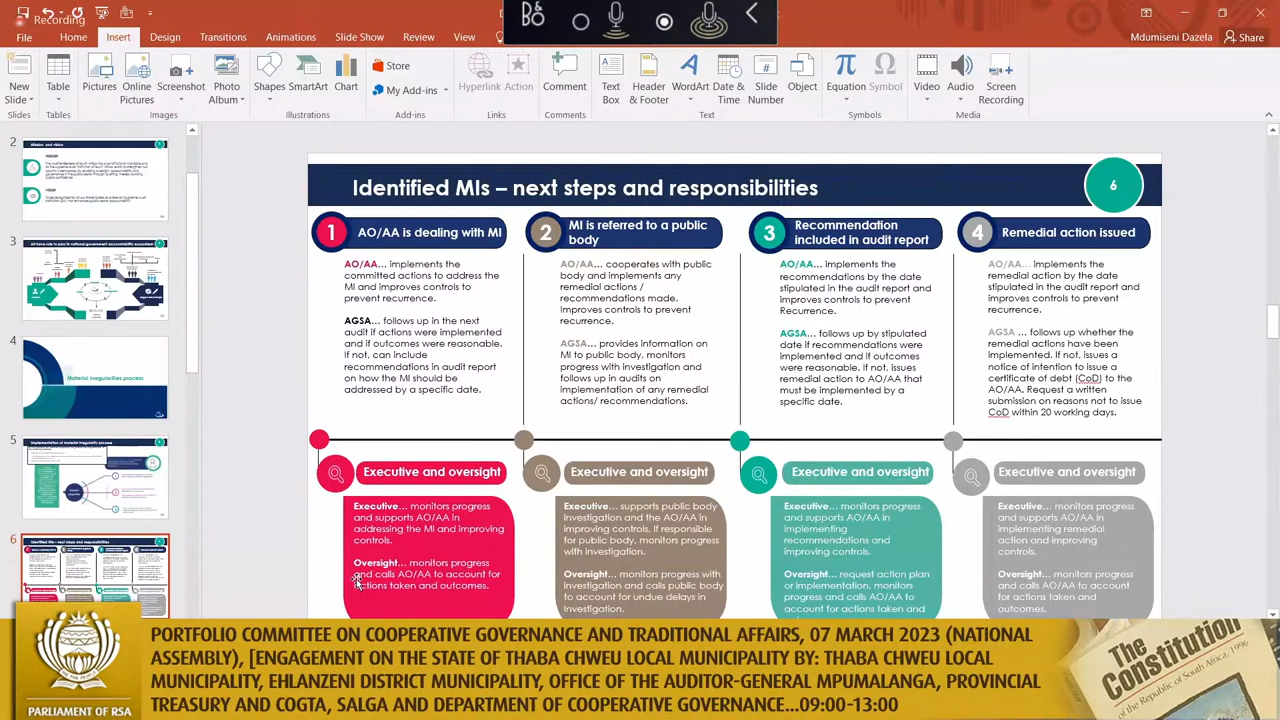 Recording
Mdumiseni Dazela
Share
File Home Insert Design Transitions Animations Slide Show Review View
New Slide
Table
Pictures
Online Pictures
Screenshot
Photo Album
Shapes
SmartArt
Chart
Store
My Add-ins
Hyperlink
Action
Comment
Text Box
Header & Footer
WordArt
Date & Time
Slide Number
Object
Equation
Symbol
Video
Audio
Screen Recording
Slides Tables Images Illustrations Add-ins Links Comments Text Symbols Media
2
Mission and vision
3
4
Material irregularities process
5
Implementation of material irregularity process
6
Identified MIs – next steps and responsibilities
6
1 AO/AA is dealing with MI
AO/AA... implements the
committed actions to address the
MI and improves controls to
prevent recurrence.
AGSA... follows up in the next
audit if actions were implemented
and if outcomes were reasonable.
If not, can include
recommendations in audit report
on how the MI should be
addressed by a specific date.
2 MI is referred to a public
body
AO/AA... cooperates with public
body and implements any
remedial actions /
recommendations made.
Improves controls to prevent
recurrence.
AGSA... provides information on
MI to public body, monitors
progress with investigation and
follows up in audits on
implementation of any remedial
actions/ recommendations.
3 Recommendation
included in audit report
AO/AA... implements the
recommendations by the date
stipulated in the audit report and
improves controls to prevent
Recurrence.
AGSA... follows up by stipulated
date if recommendations were
implemented and if outcomes
were reasonable. If not, issues
remedial action to AO/AA that
must be implemented by a
specific date.
4 Remedial action issued
AO/AA... implements the
remedial action by the date
stipulated in the audit report and
improves controls to prevent
recurrence.
AGSA ... follows up whether the
remedial actions have been
implemented. If not, issues a
notice of intention to issue a
certificate of debt (CoD) to the
AO/AA. Request a written
submission on reasons not to issue
CoD within 20 working days.
Executive and oversight
Executive... monitors progress
and supports AO/AA in
addressing the MI and improving
controls.
Oversight... monitors progress
and calls AO/AA to account for
actions taken and outcomes.
Executive and oversight
Executive... supports public body
investigation and the AO/AA in
improving controls. If responsible
for public body, monitors progress
with investigation.
Oversight... monitors progress with
investigation and calls public body
to account for undue delays in
investigation.
Executive and oversight
Executive... monitors progress
and supports AO/AA in
implementing
recommendations and
improving controls.
Oversight... request action plan
or implementation, monitors
progress and calls AO/AA to
account for actions taken and
Executive and oversight
Executive... monitors progress
and supports AO/AA in
implementing remedial
action and improving
controls.
Oversight... monitors progress
and calls AO/AA to account
for actions taken and
outcomes.
PORTFOLIO COMMITTEE ON COOPERATIVE GOVERNANCE AND TRADITIONAL AFFAIRS, 07 MARCH 2023 (NATIONAL
ASSEMBLY), [ENGAGEMENT ON THE STATE OF THABA CHWEU LOCAL MUNICIPALITY BY: THABA CHWEU LOCAL
MUNICIPALITY, EHLANZENI DISTRICT MUNICIPALITY, OFFICE OF THE AUDITOR-GENERAL MPUMALANGA, PROVINCIAL
TREASURY AND COGTA, SALGA AND DEPARTMENT OF COOPERATIVE GOVERNANCE...09:00-13:00
PARLIAMENT OF RSA
The
Constitution
of the Republic of South Africa, 1996